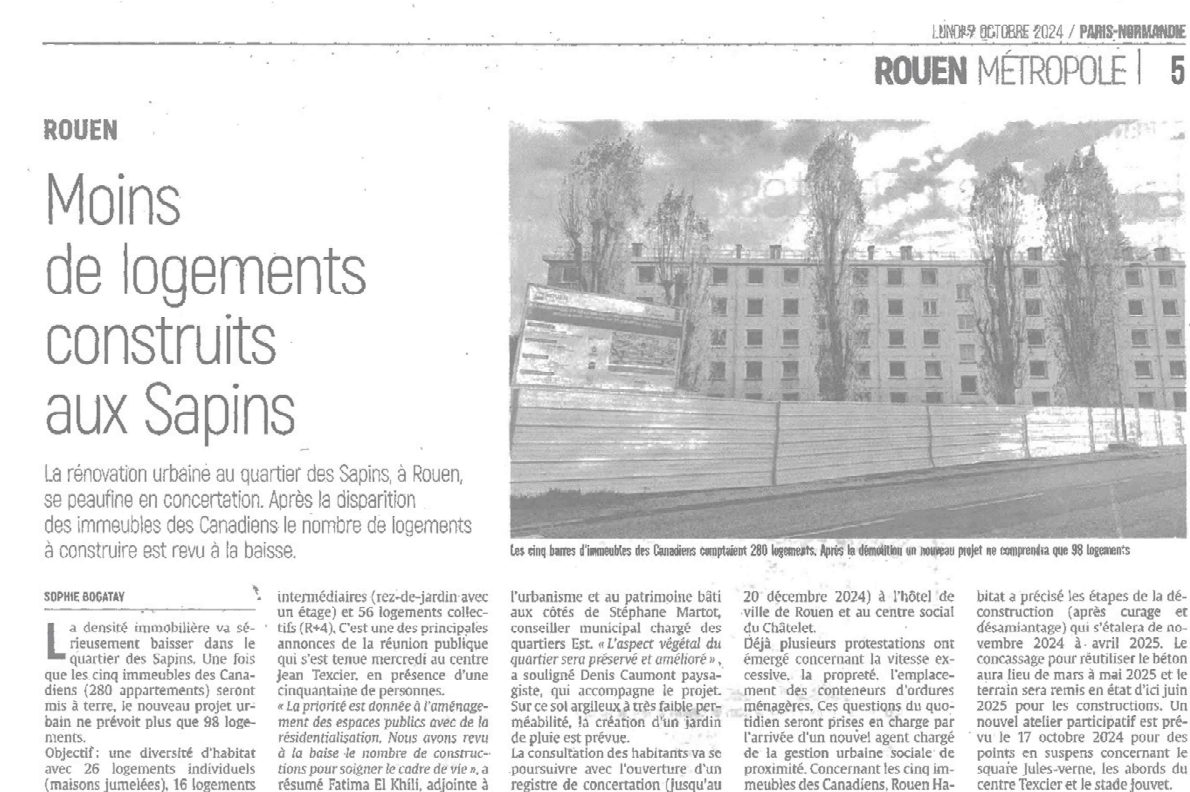 OCTOBRE 2024 / PARIS-NORMANDIE
ROUEN MÉTROPOLE | 5
ROUEN
Moins
de logements
construits
aux Sapins
La rénovation urbaine au quartier des Sapins, à Rouen,
se peaufine en concertation. Après la disparition
des immeubles des Canadiens le nombre de logements
à construire est revu à la baisse.
Les cinq barres d'immeubles des Canadiens comptaient 280 logements. Après la démolition un nouveau projet ne comprendra que 98 logements
SOPHIE BOGATAY
La densité immobilière va sé-
rieusement baisser dans le
quartier des Sapins. Une fois
que les cinq immeubles des Cana-
diens (280 appartements) seront
mis à terre, le nouveau projet ur-
bain ne prévoit plus que 98 loge-
ments.
Objectif : une diversité d'habitat
avec 26 logements individuels
(maisons jumelées), 16 logements
intermédiaires (rez-de-jardin avec
un étage) et 56 logements collec-
tifs (R+4). C'est une des principales
annonces de la réunion publique
qui s'est tenue mercredi au centre
Jean Texcier, en présence d'une
cinquantaine de personnes.
« La priorité est donnée à l'aménage-
ment des espaces publics avec de la
résidentialisation. Nous avons revu
à la baise le nombre de construc-
tions pour soigner le cadre de vie », a
résumé Fatima El Khili, adjointe à
l'urbanisme et au patrimoine bâti
aux côtés de Stéphane Martot,
conseiller municipal chargé des
quartiers Est. « L'aspect végétal du
quartier sera préservé et amélioré »,
a souligné Denis Caumont paysa-
giste, qui accompagne le projet.
Sur ce sol argileux à très faible per-
méabilité, la création d'un jardin
de pluie est prévue.
La consultation des habitants va se
poursuivre avec l'ouverture d'un
registre de concertation (jusqu'au
20 décembre 2024) à l'hôtel de
ville de Rouen et au centre social
du Châtelet.
Déjà plusieurs protestations ont
émergé concernant la vitesse ex-
cessive, la propreté, l'emplace-
ment des conteneurs d'ordures
ménagères. Ces questions du quo-
tidien seront prises en charge par
l'arrivée d'un nouvel agent chargé
de la gestion urbaine sociale de
proximité. Concernant les cinq im-
meubles des Canadiens, Rouen Ha-
bitat a précisé les étapes de la dé-
construction (après curage et
désamiantage) qui s'étalera de no-
vembre 2024 à avril 2025. Le
concassage pour réutiliser le béton
aura lieu de mars à mai 2025 et le
terrain sera remis en état d'ici juin
2025 pour les constructions. Un
nouvel atelier participatif est pré-
vu le 17 octobre 2024 pour des
points en suspens concernant le
square Jules-verne, les abords du
centre Texcier et le stade Jouvet.